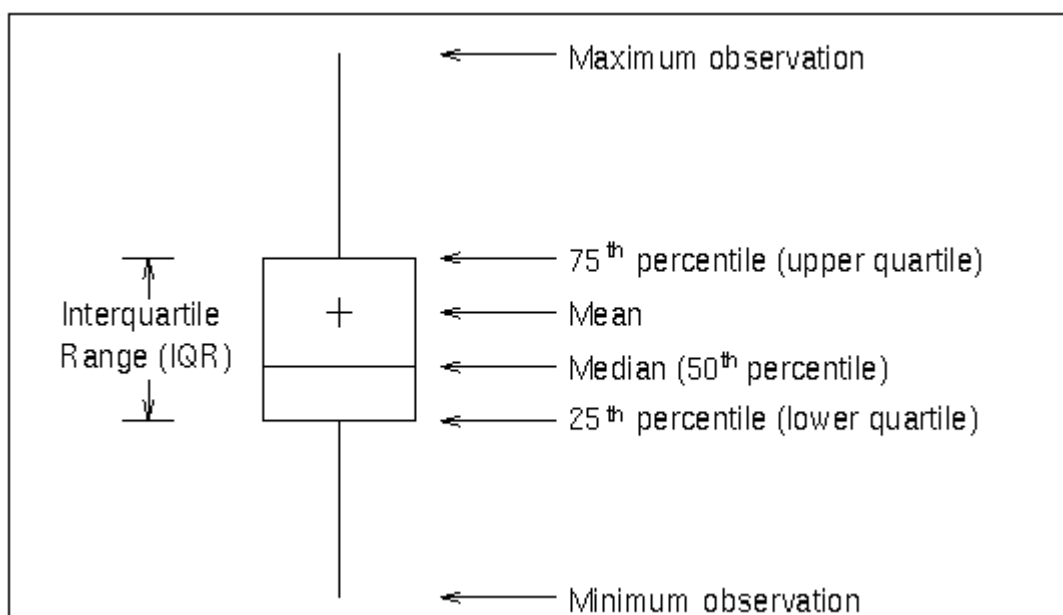 Maximum observation
75th percentile (upper quartile)
Interquartile
Range (IQR)
Mean
Median (50th percentile)
25th percentile (lower quartile)
Minimum observation